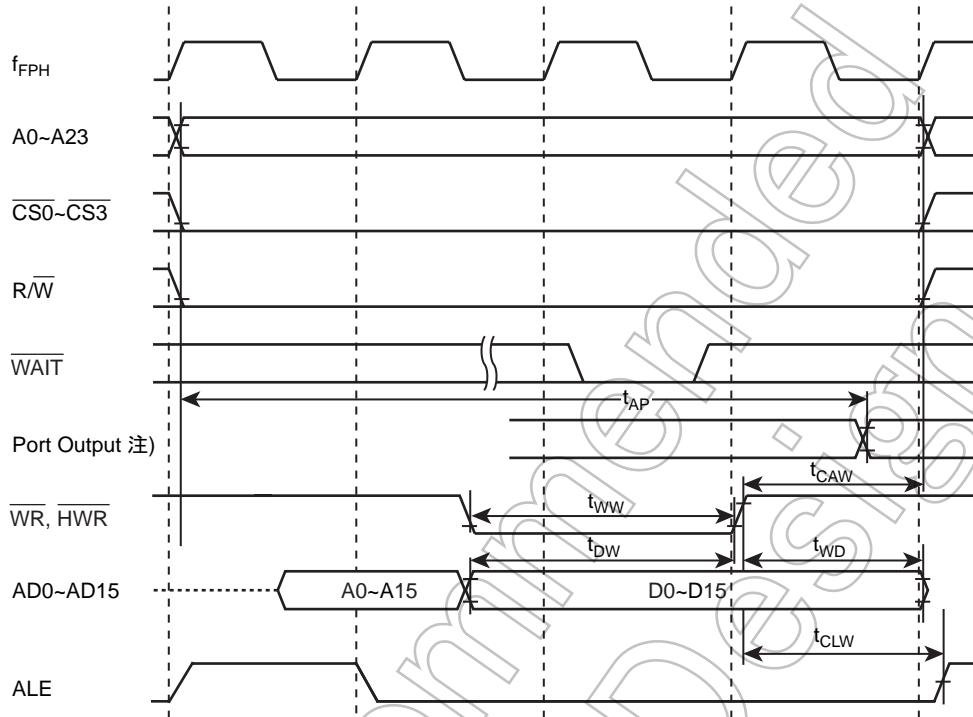 fFPH
A0~A23
CS0~CS3
R/W
WAIT
tAP
Port Output 注)
tCAW
WR, HWR
tWW
tDW
tWD
AD0~AD15
A0~A15
D0~D15
tCLW
ALE